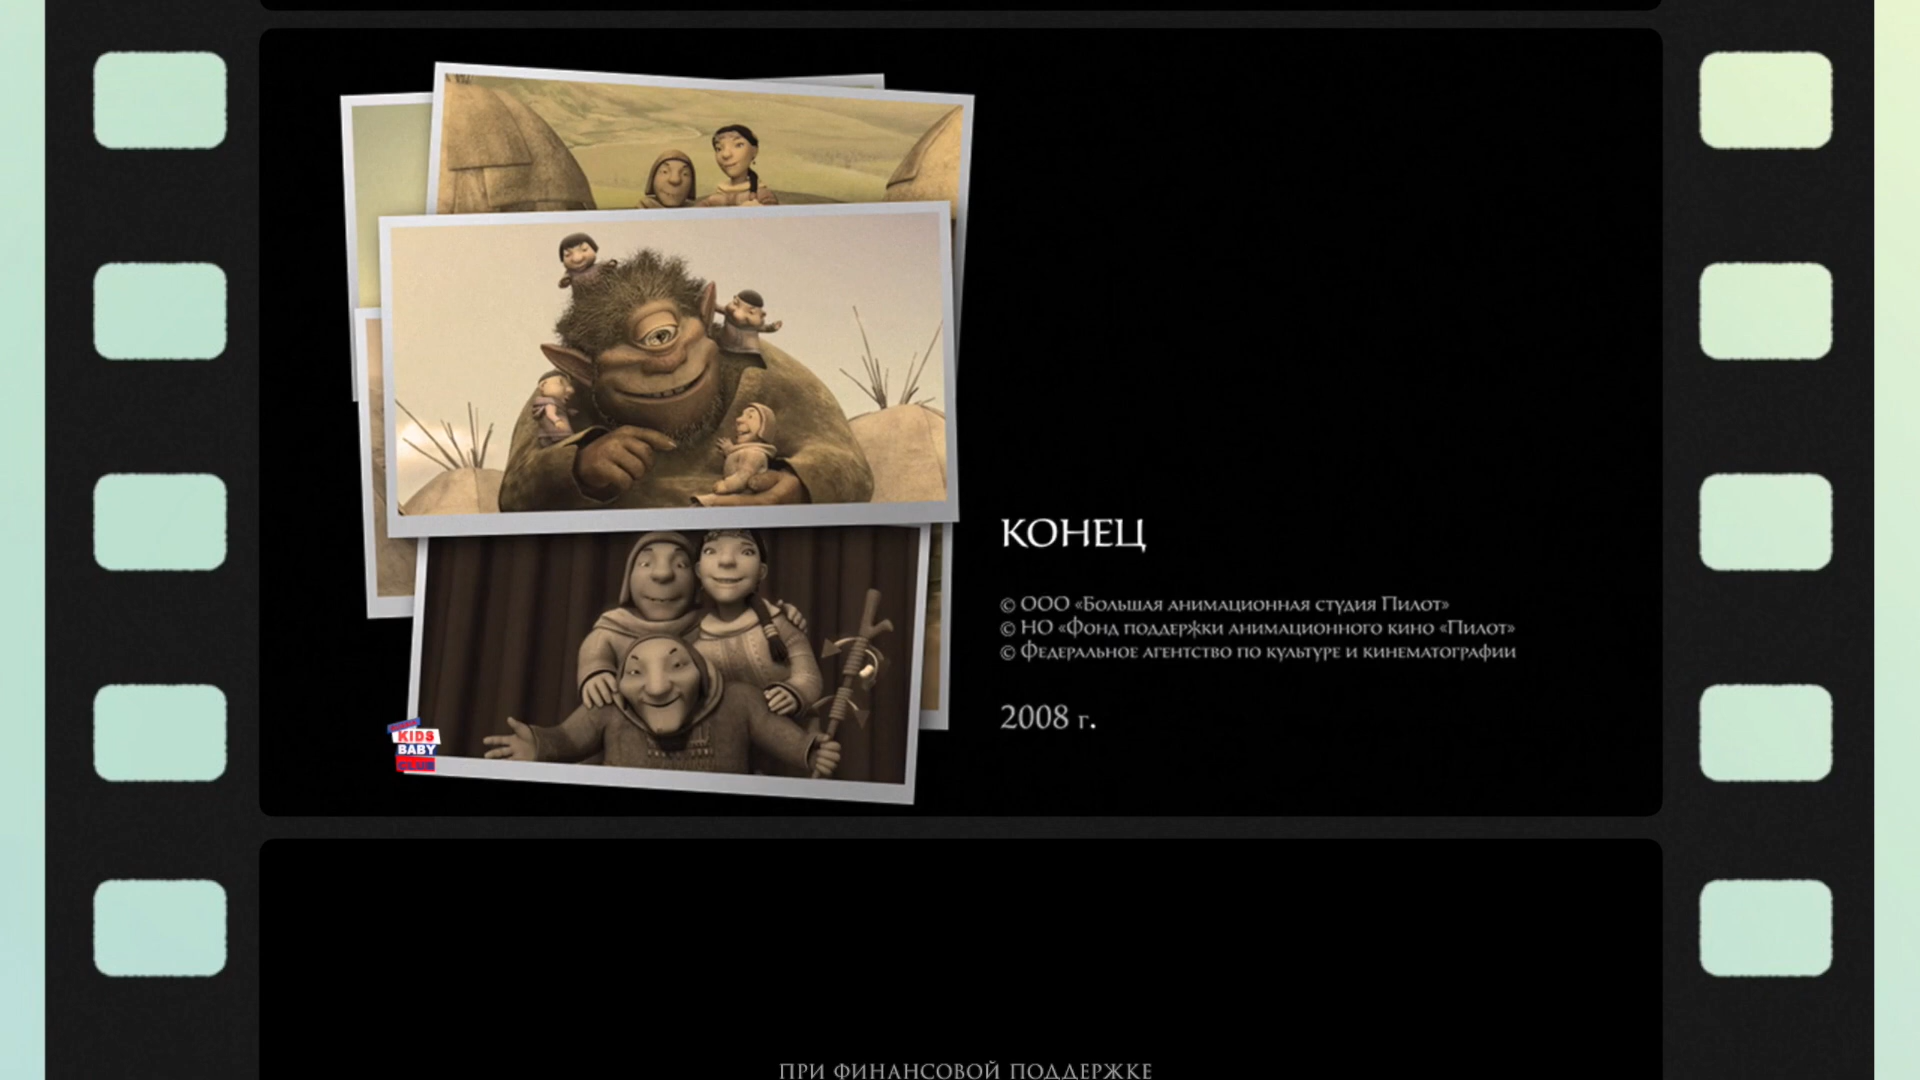 КОНЕЦ
© ООО «Большая анимационная студия Пилот»
© НО «Фонд поддержки анимационного кино «Пилот»
© Федеральное агентство по культуре и кинематографии
2008 г.
KIDS
BABY
CLUB
ПРИ ФИНАНСОВОЙ ПОДДЕРЖКЕ